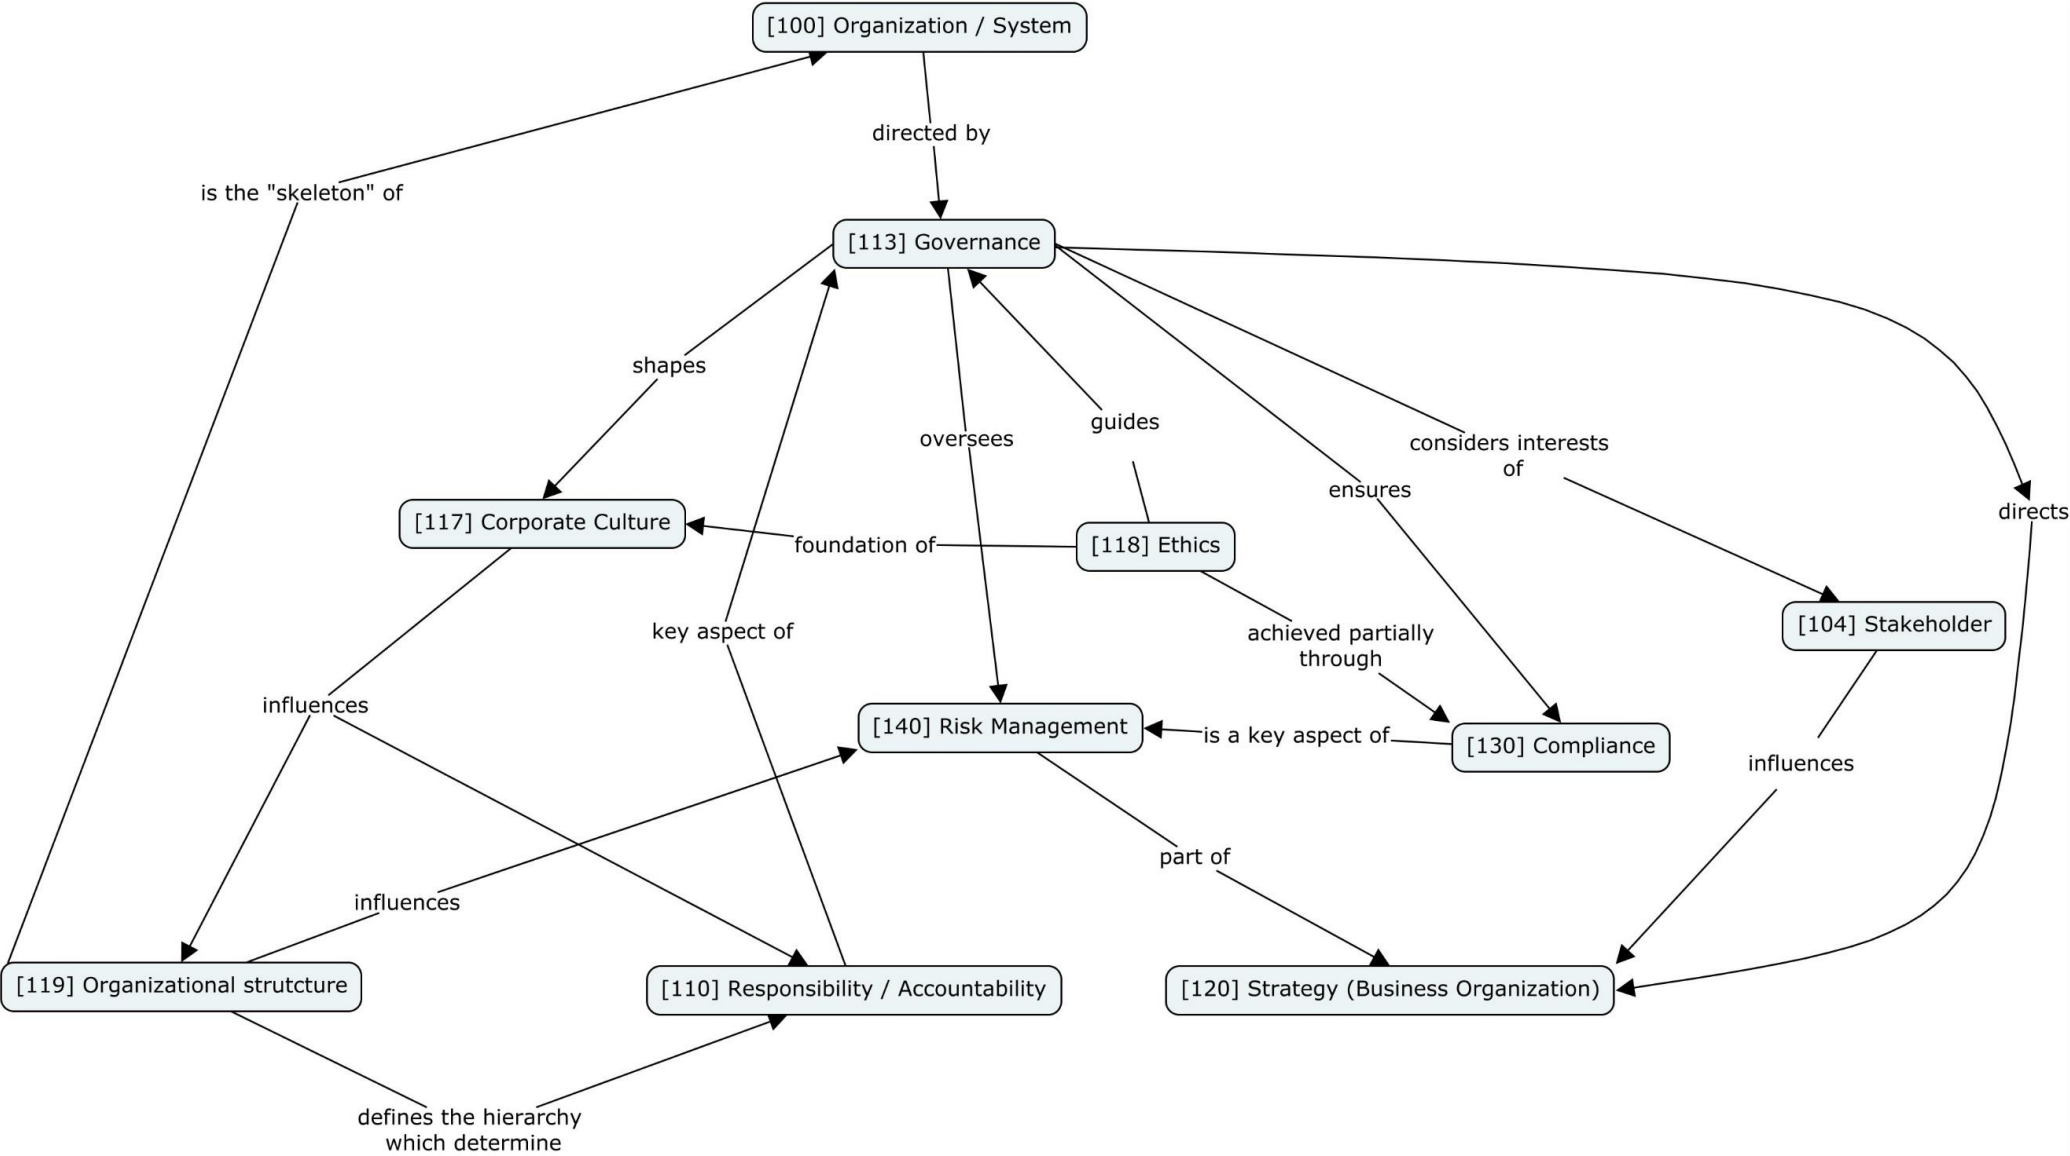 [100] Organization / System
directed by
is the "skeleton" of
[113] Governance
shapes
guides
oversees
considers interests
of
ensures
directs
[117] Corporate Culture
foundation of
[118] Ethics
key aspect of
achieved partially
through
[104] Stakeholder
influences
[140] Risk Management
is a key aspect of
[130] Compliance
influences
part of
influences
[119] Organizational strutcture
[110] Responsibility / Accountability
[120] Strategy (Business Organization)
defines the hierarchy
which determine